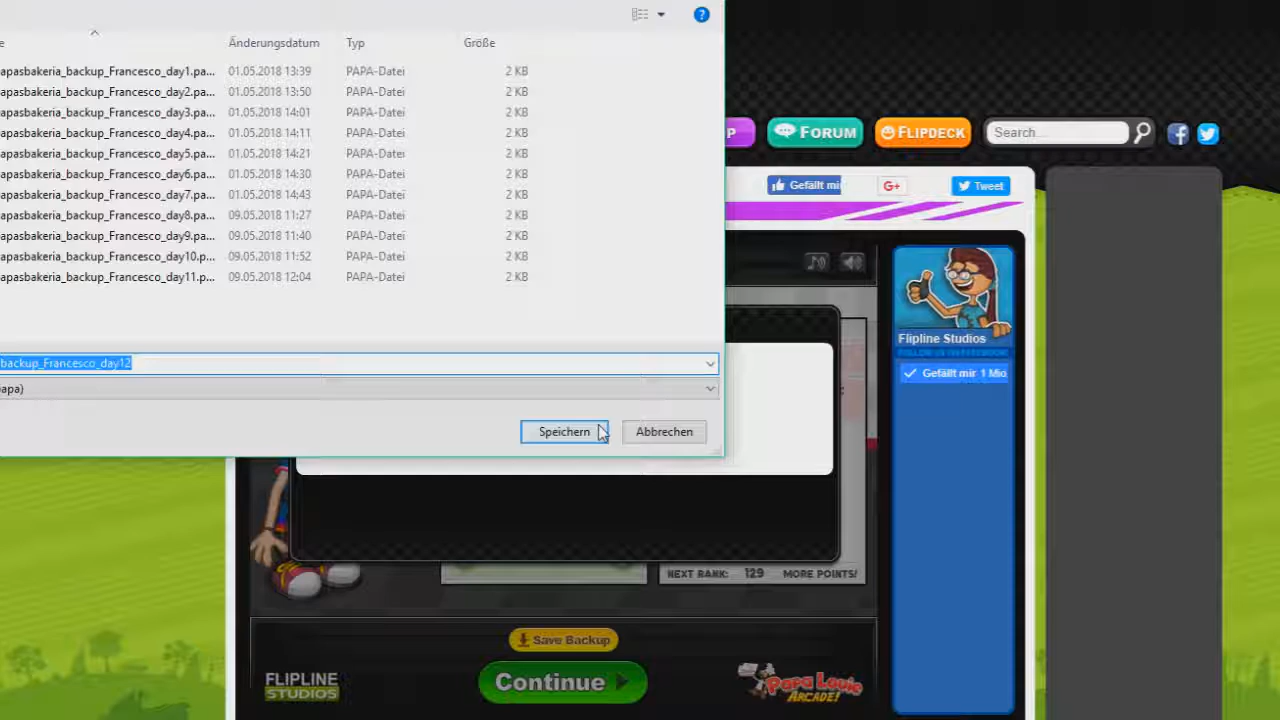 e Änderungsdatum Typ Größe
apasbakeria_backup_Francesco_day1.pa... 01.05.2018 13:39 PAPA-Datei 2 KB
apasbakeria_backup_Francesco_day2.pa... 01.05.2018 13:50 PAPA-Datei 2 KB
apasbakeria_backup_Francesco_day3.pa... 01.05.2018 14:01 PAPA-Datei 2 KB
apasbakeria_backup_Francesco_day4.pa... 01.05.2018 14:11 PAPA-Datei 2 KB
apasbakeria_backup_Francesco_day5.pa... 01.05.2018 14:21 PAPA-Datei 2 KB
apasbakeria_backup_Francesco_day6.pa... 01.05.2018 14:30 PAPA-Datei 2 KB
apasbakeria_backup_Francesco_day7.pa... 01.05.2018 14:43 PAPA-Datei 2 KB
apasbakeria_backup_Francesco_day8.pa... 09.05.2018 11:27 PAPA-Datei 2 KB
apasbakeria_backup_Francesco_day9.pa... 09.05.2018 11:40 PAPA-Datei 2 KB
apasbakeria_backup_Francesco_day10.p... 09.05.2018 11:52 PAPA-Datei 2 KB
apasbakeria_backup_Francesco_day11.p... 09.05.2018 12:04 PAPA-Datei 2 KB
backup_Francesco_day12
apa)
Speichern Abbrechen
P FORUM FLIPDECK Search...
Gefällt mi G+ Tweet
Flipline Studios
Gefällt mir 1 Mio
NEXT RANK: 129 MORE POINTS!
Save Backup
Continue
FLIPLINE
STUDIOS
Papa Louie
ARCADE!